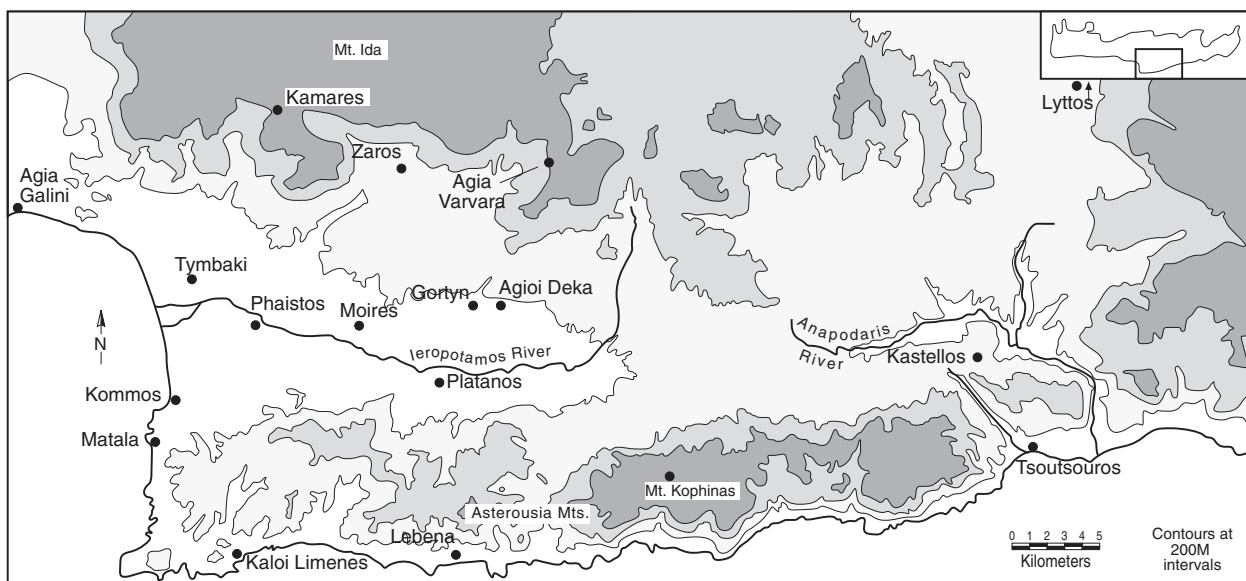 Mt. Ida
Kamares
Lyttos
Zaros
Agia
Varvara
Agia
Galini
Tymbaki
Phaistos
Moires
Gortyn
Agioi Deka
N
Ieropotamos River
Anapodaris
River
Kastellos
Platanos
Kommos
Matala
Tsoutsouros
Mt. Kophinas
Asterousia Mts.
Lebena
Kaloi Limenes
0 1 2 3 4 5
Kilometers
Contours at
200M
intervals